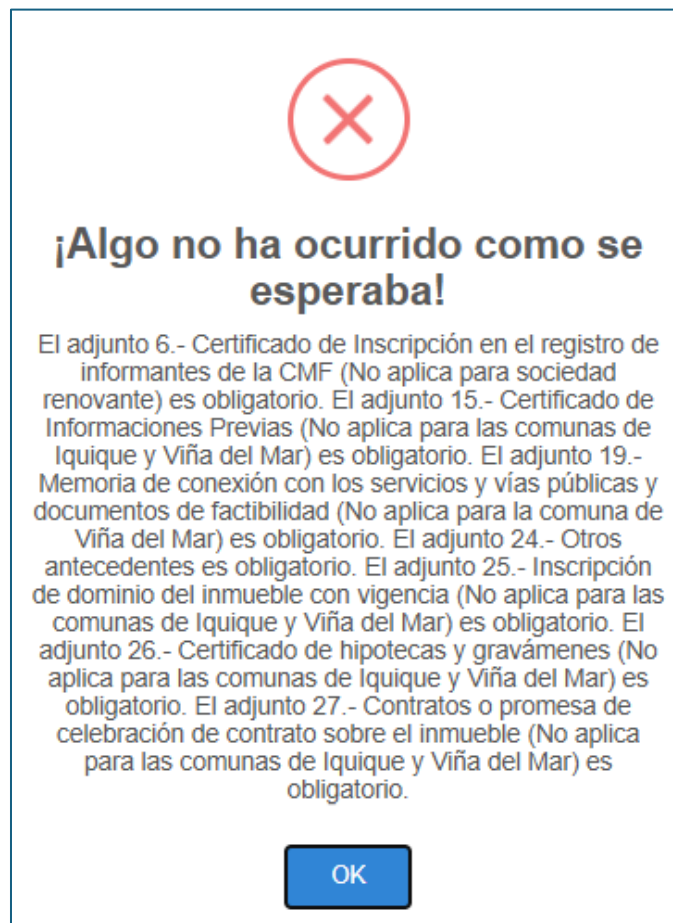 ¡Algo no ha ocurrido como se
esperaba!
El adjunto 6.- Certificado de Inscripción en el registro de
informantes de la CMF (No aplica para sociedad
renovante) es obligatorio. El adjunto 15.- Certificado de
Informaciones Previas (No aplica para las comunas de
Iquique y Viña del Mar) es obligatorio. El adjunto 19.-
Memoria de conexión con los servicios y vías públicas y
documentos de factibilidad (No aplica para la comuna de
Viña del Mar) es obligatorio. El adjunto 24.- Otros
antecedentes es obligatorio. El adjunto 25.- Inscripción
de dominio del inmueble con vigencia (No aplica para las
comunas de Iquique y Viña del Mar) es obligatorio. El
adjunto 26.- Certificado de hipotecas y gravámenes (No
aplica para las comunas de Iquique y Viña del Mar) es
obligatorio. El adjunto 27.- Contratos o promesa de
celebración de contrato sobre el inmueble (No aplica
para las comunas de Iquique y Viña del Mar) es
obligatorio.
OK